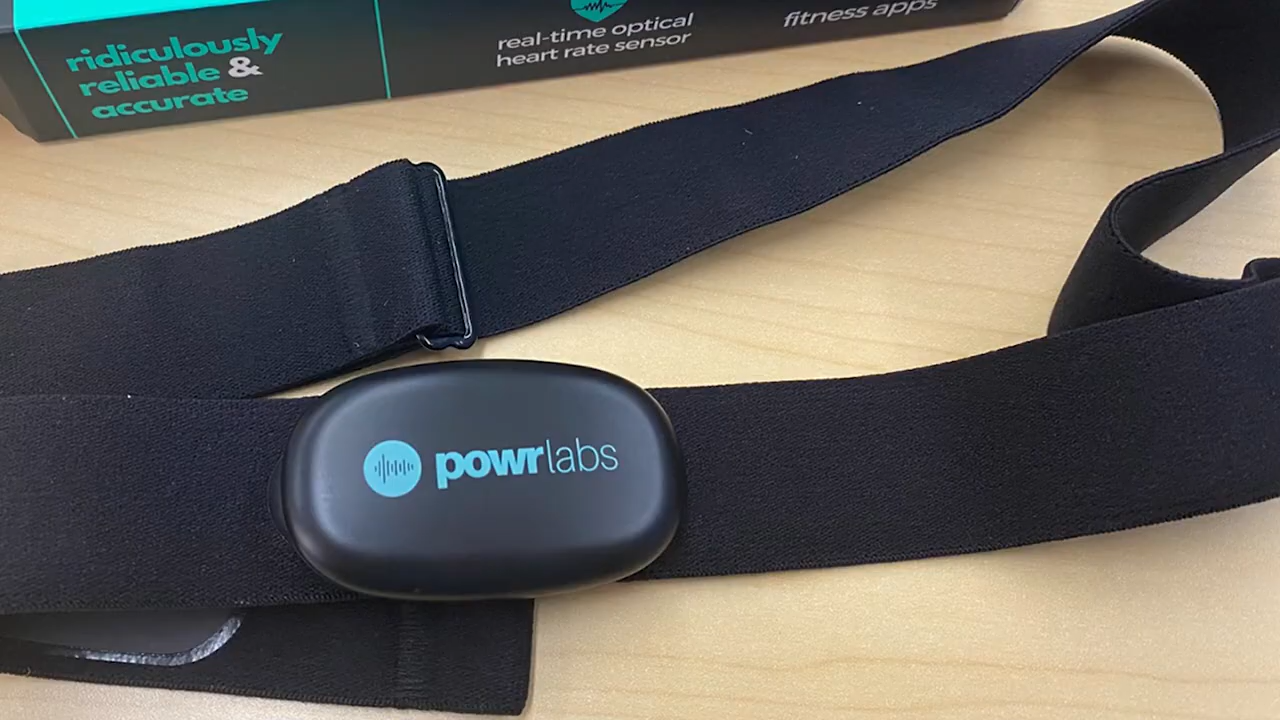 ridiculously
reliable &
accurate
real-time optical
heart rate sensor
fitness apps
powrlabs